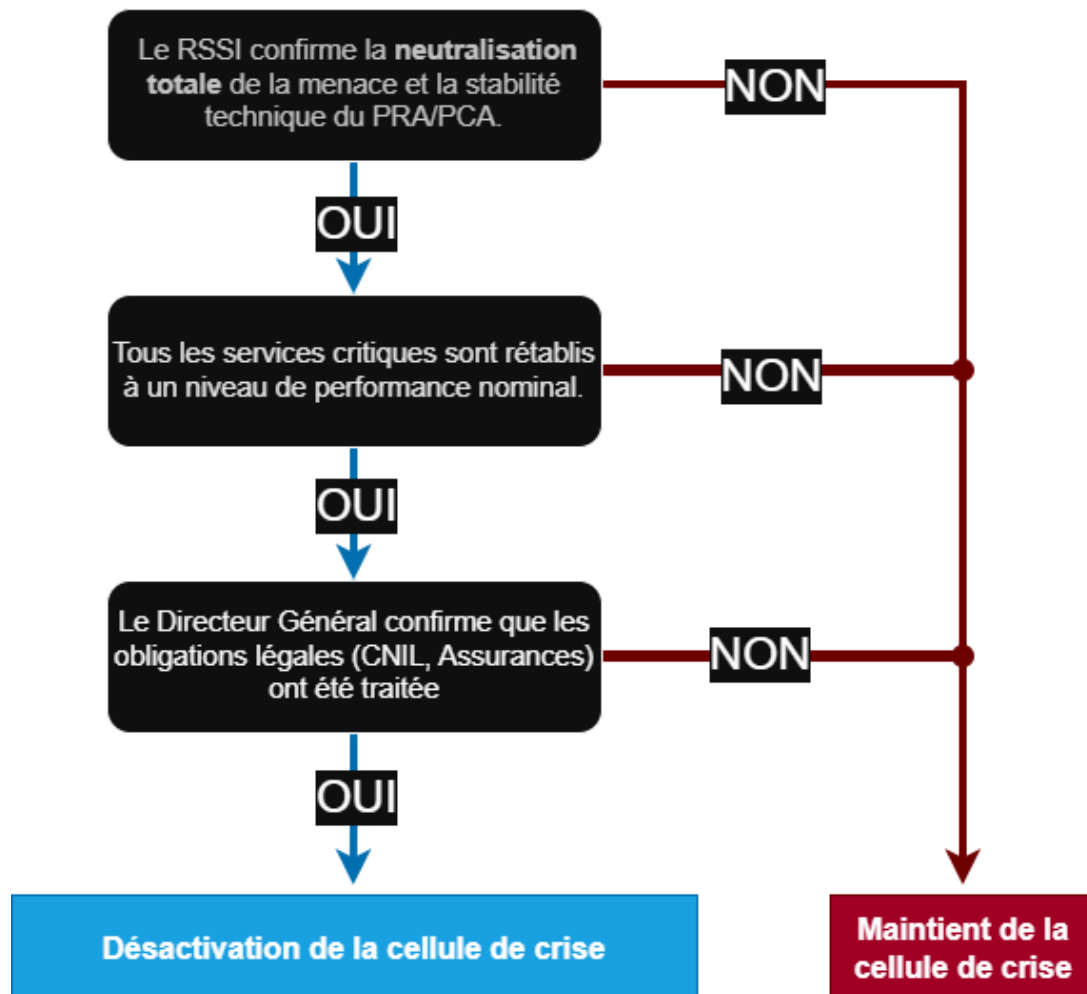 Le RSSI confirme la neutralisation
totale de la menace et la stabilité
technique du PRA/PCA.
NON
OUI
Tous les services critiques sont rétablis
à un niveau de performance nominal.
NON
OUI
Le Directeur Général confirme que les
obligations légales (CNIL, Assurances)
ont été traitée
NON
OUI
Désactivation de la cellule de crise
Maintient de la
cellule de crise